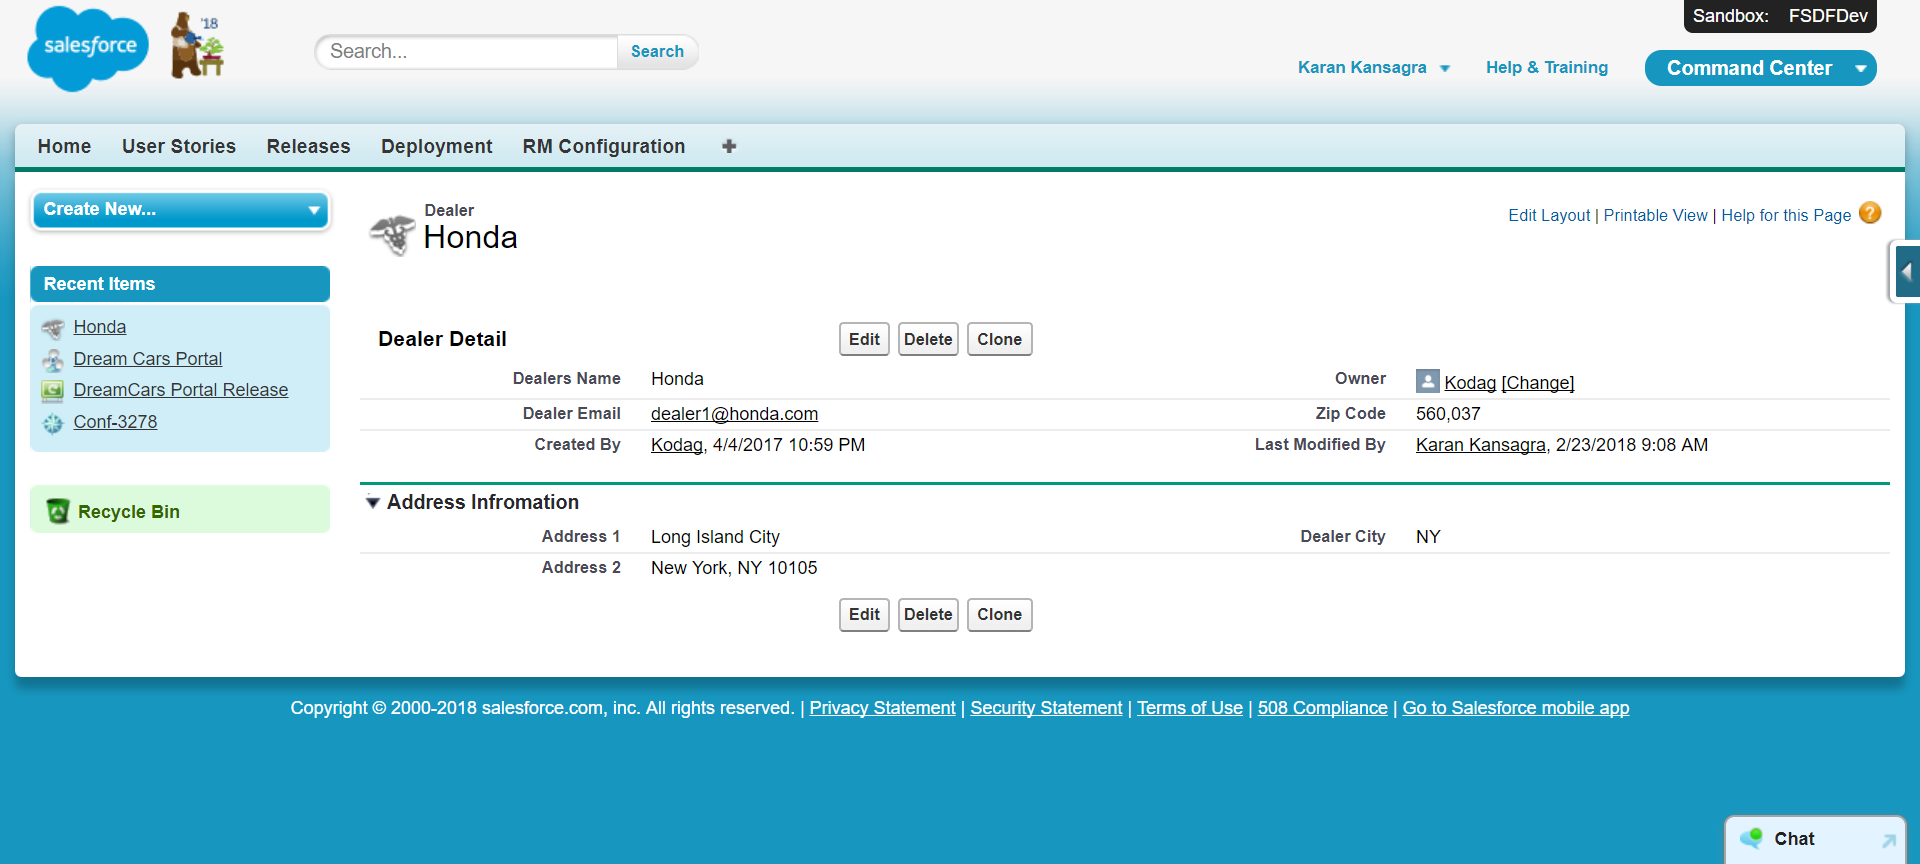 Sandbox: FSDFDev
salesforce
'18
Search...
Search
Karan Kansagra
Help & Training
Command Center
Home
User Stories
Releases
Deployment
RM Configuration
Create New...
Recent Items
Honda
Dream Cars Portal
DreamCars Portal Release
Conf-3278
Recycle Bin
Dealer
Honda
Edit Layout | Printable View | Help for this Page ?
Dealer Detail
Edit Delete Clone
Dealers Name Honda Owner Kodag [Change]
Dealer Email dealer1@honda.com Zip Code 560,037
Created By Kodag, 4/4/2017 10:59 PM Last Modified By Karan Kansagra, 2/23/2018 9:08 AM
Address Infromation
Address 1 Long Island City Dealer City NY
Address 2 New York, NY 10105
Edit Delete Clone
Copyright © 2000-2018 salesforce.com, inc. All rights reserved. | Privacy Statement | Security Statement | Terms of Use | 508 Compliance | Go to Salesforce mobile app
Chat